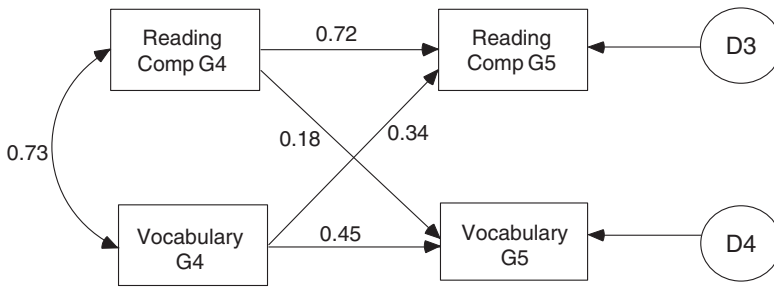 Reading
Comp G4
0.72
Reading
Comp G5
D3
0.73
0.18
0.34
Vocabulary
G4
0.45
Vocabulary
G5
D4